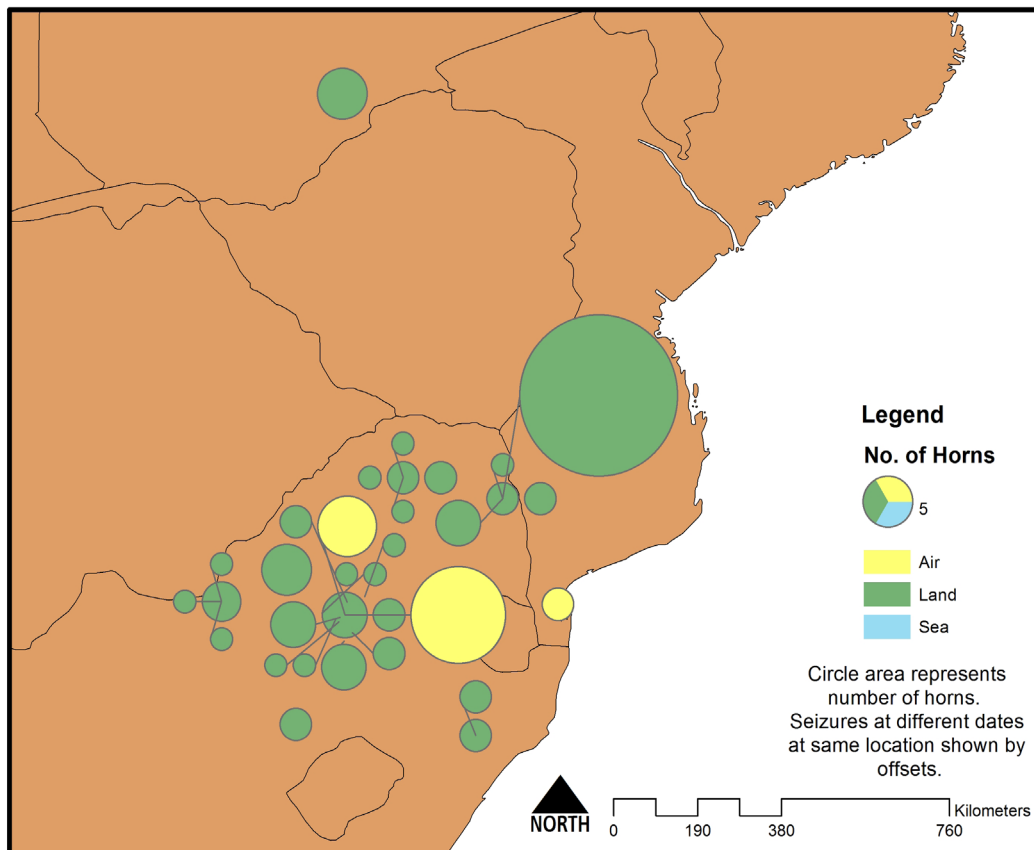 Legend
No. of Horns
5
Air
Land
Sea
Circle area represents
number of horns.
Seizures at different dates
at same location shown by
offsets.
NORTH
Kilometers
0 190 380 760